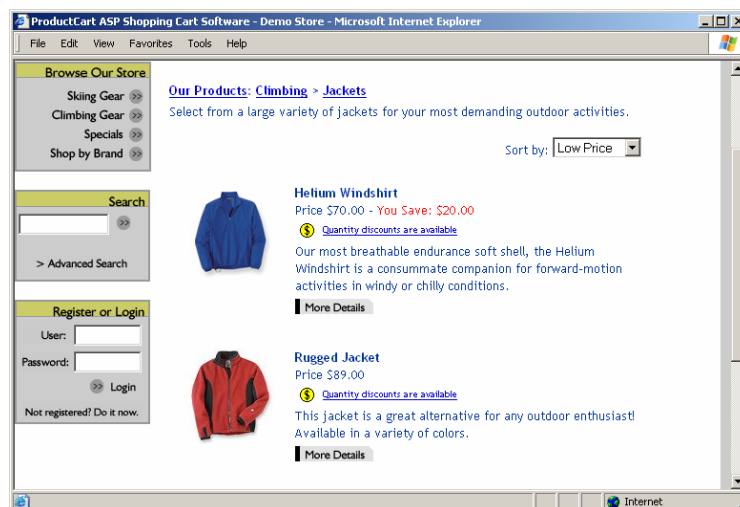 ProductCart ASP Shopping Cart Software - Demo Store - Microsoft Internet Explorer
File Edit View Favorites Tools Help
Browse Our Store
Skiing Gear >>
Climbing Gear >>
Specials >>
Shop by Brand >>
Search
>>
> Advanced Search
Register or Login
User:
Password:
>> Login
Not registered? Do it now.
Our Products: Climbing > Jackets
Select from a large variety of jackets for your most demanding outdoor activities.
Sort by: Low Price
Helium Windshirt
Price $70.00 - You Save: $20.00
$ Quantity discounts are available
Our most breathable endurance soft shell, the Helium
Windshirt is a consummate companion for forward-motion
activities in windy or chilly conditions.
More Details
Rugged Jacket
Price $89.00
$ Quantity discounts are available
This jacket is a great alternative for any outdoor enthusiast!
Available in a variety of colors.
More Details
Internet